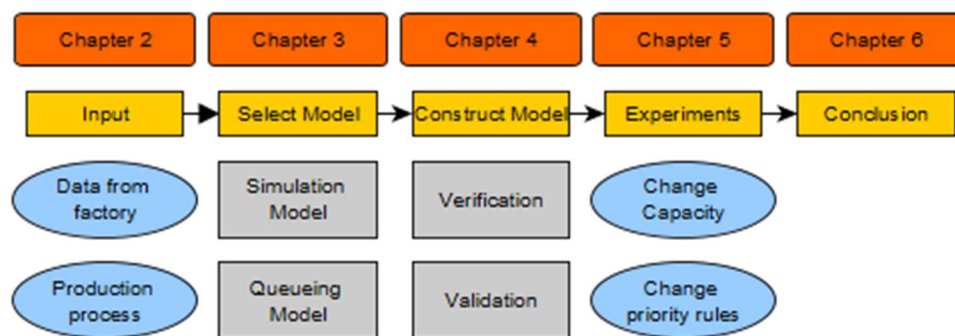 Chapter 2 Chapter 3 Chapter 4 Chapter 5 Chapter 6
Input Select Model Construct Model Experiments Conclusion
Data from
factory
Simulation
Model
Verification
Change
Capacity
Production
process
Queueing
Model
Validation
Change
priority rules